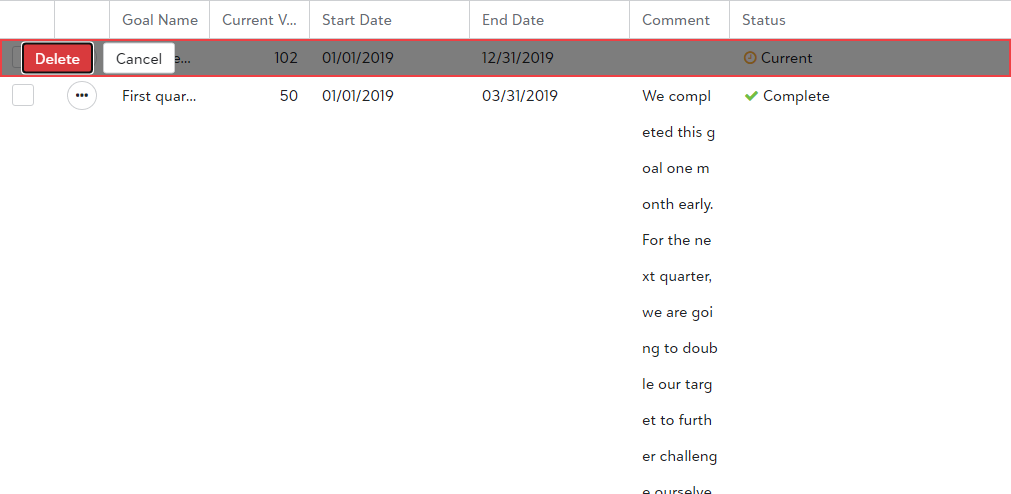 Goal Name Current V... Start Date End Date Comment Status
Delete Cancel e... 102 01/01/2019 12/31/2019 Current
First quar... 50 01/01/2019 03/31/2019 We compl Complete
eted this g
oal one m
onth early.
For the ne
xt quarter,
we are goi
ng to doub
le our targ
et to furth
er challeng
e ourselve